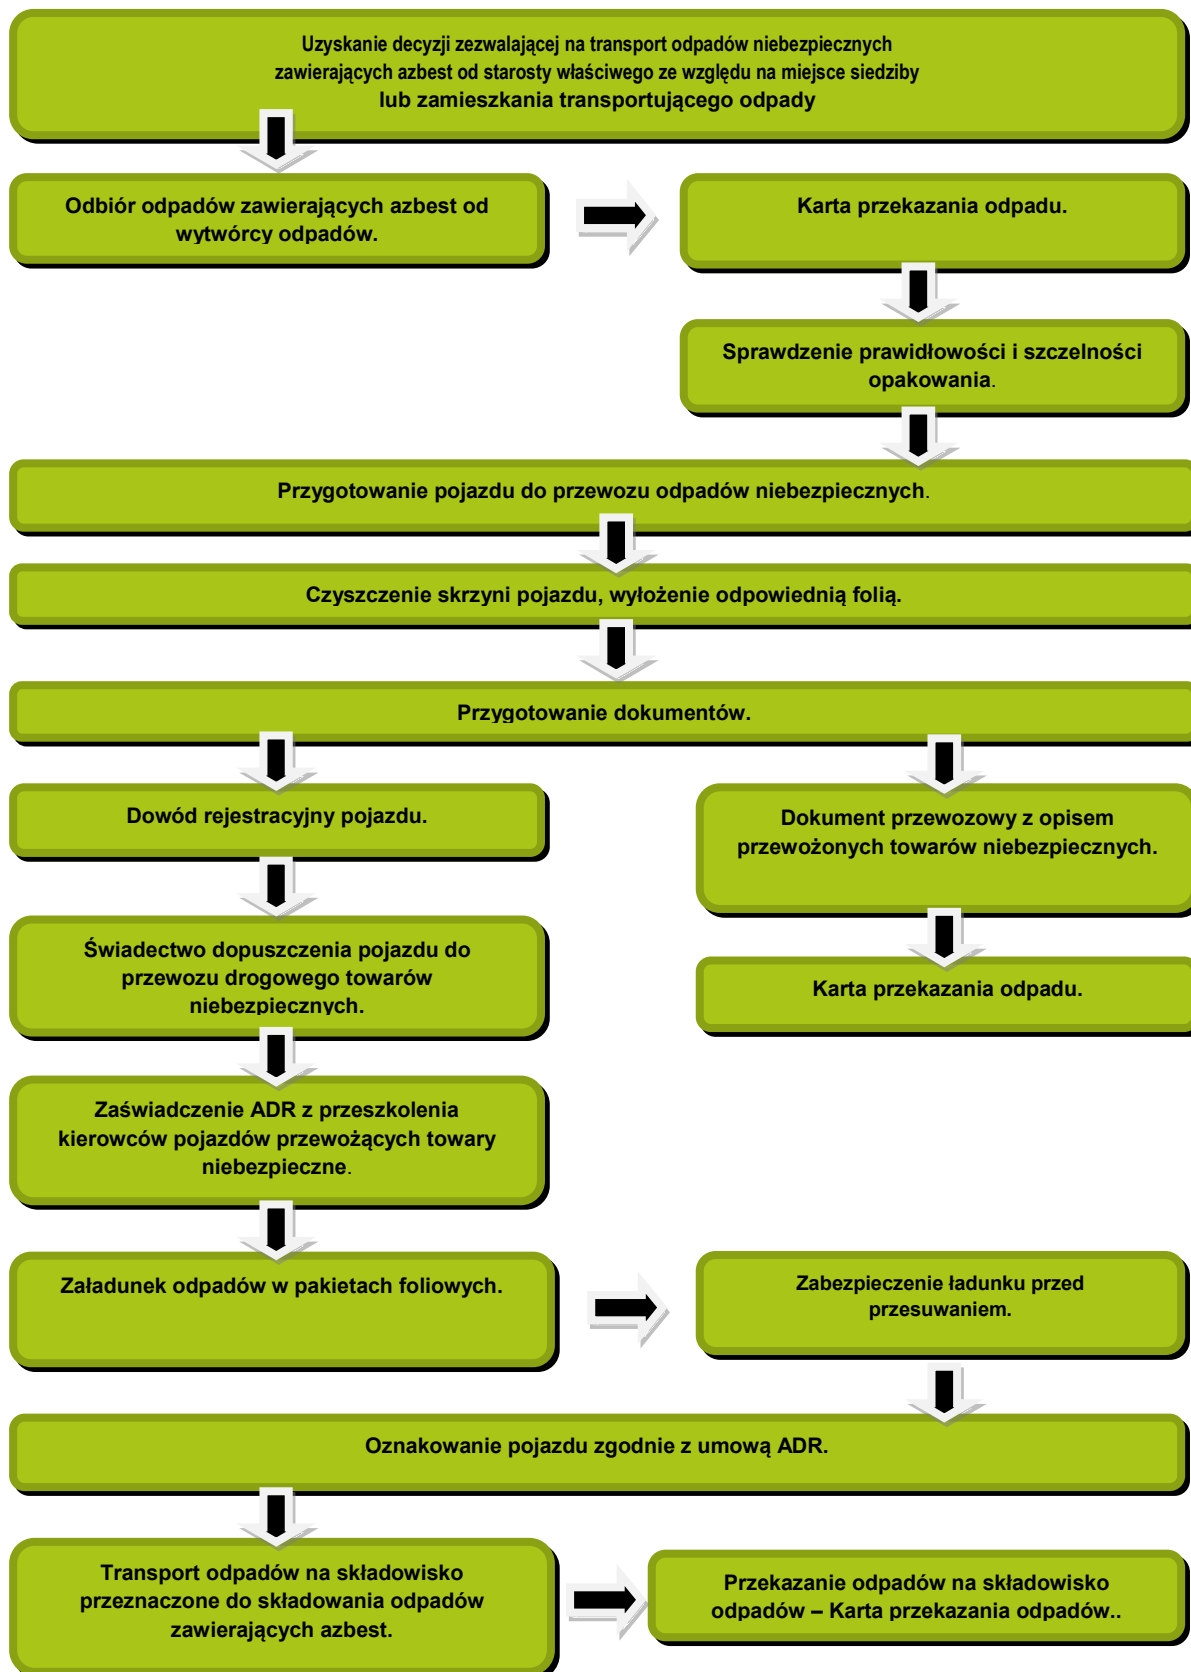 Uzyskanie decyzji zezwalającej na transport odpadów niebezpiecznych
zawierających azbest od starosty właściwego ze względu na miejsce siedziby
lub zamieszkania transportującego odpady
Odbiór odpadów zawierających azbest od
wytwórcy odpadów.
Karta przekazania odpadu.
Sprawdzenie prawidłowości i szczelności
opakowania.
Przygotowanie pojazdu do przewozu odpadów niebezpiecznych.
Czyszczenie skrzyni pojazdu, wyłożenie odpowiednią folią.
Przygotowanie dokumentów.
Dowód rejestracyjny pojazdu.
Dokument przewozowy z opisem
przewożonych towarów niebezpiecznych.
Świadectwo dopuszczenia pojazdu do
przewozu drogowego towarów
niebezpiecznych.
Karta przekazania odpadu.
Zaświadczenie ADR z przeszkolenia
kierowców pojazdów przewożących towary
niebezpieczne.
Załadunek odpadów w pakietach foliowych.
Zabezpieczenie ładunku przed
przesuwaniem.
Oznakowanie pojazdu zgodnie z umową ADR.
Transport odpadów na składowisko
przeznaczone do składowania odpadów
zawierających azbest.
Przekazanie odpadów na składowisko
odpadów – Karta przekazania odpadów..